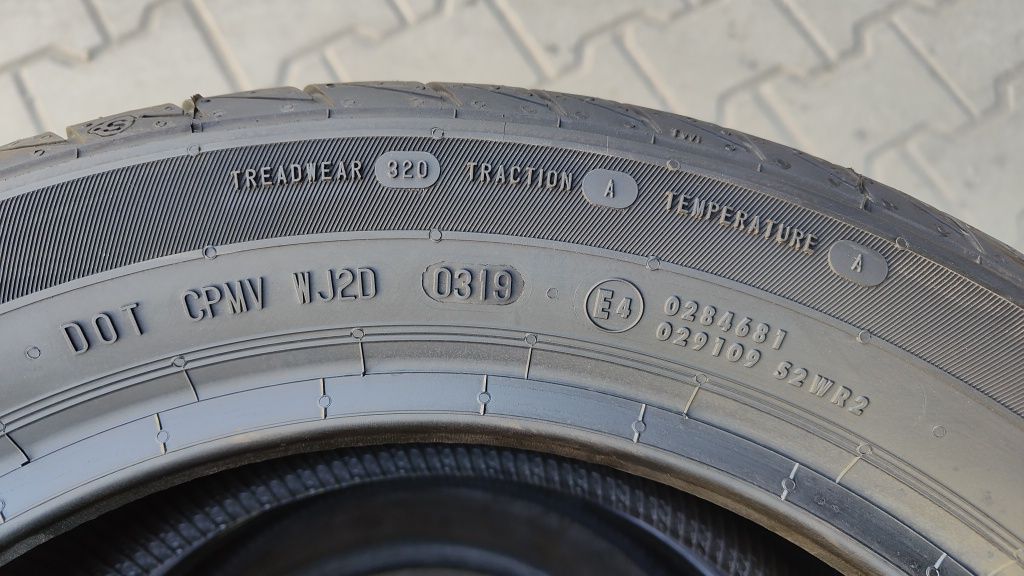 TREADWEAR 320 TRACTION A TEMPERATURE A
DOT CPMV WJ2D 0319 E4 0284681
029109 S2WR2